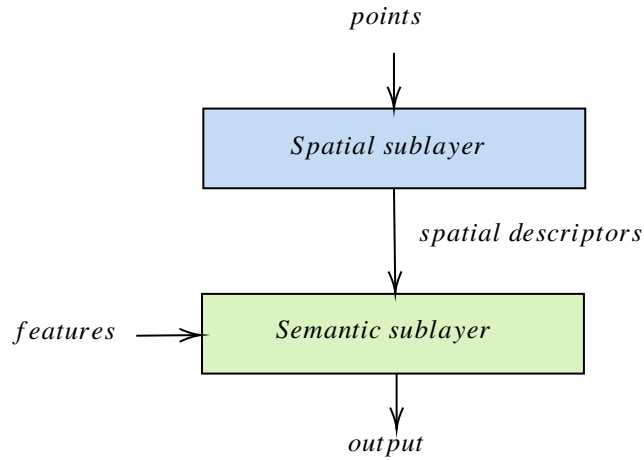 points
Spatial sublayer
spatial descriptors
features
Semantic sublayer
output